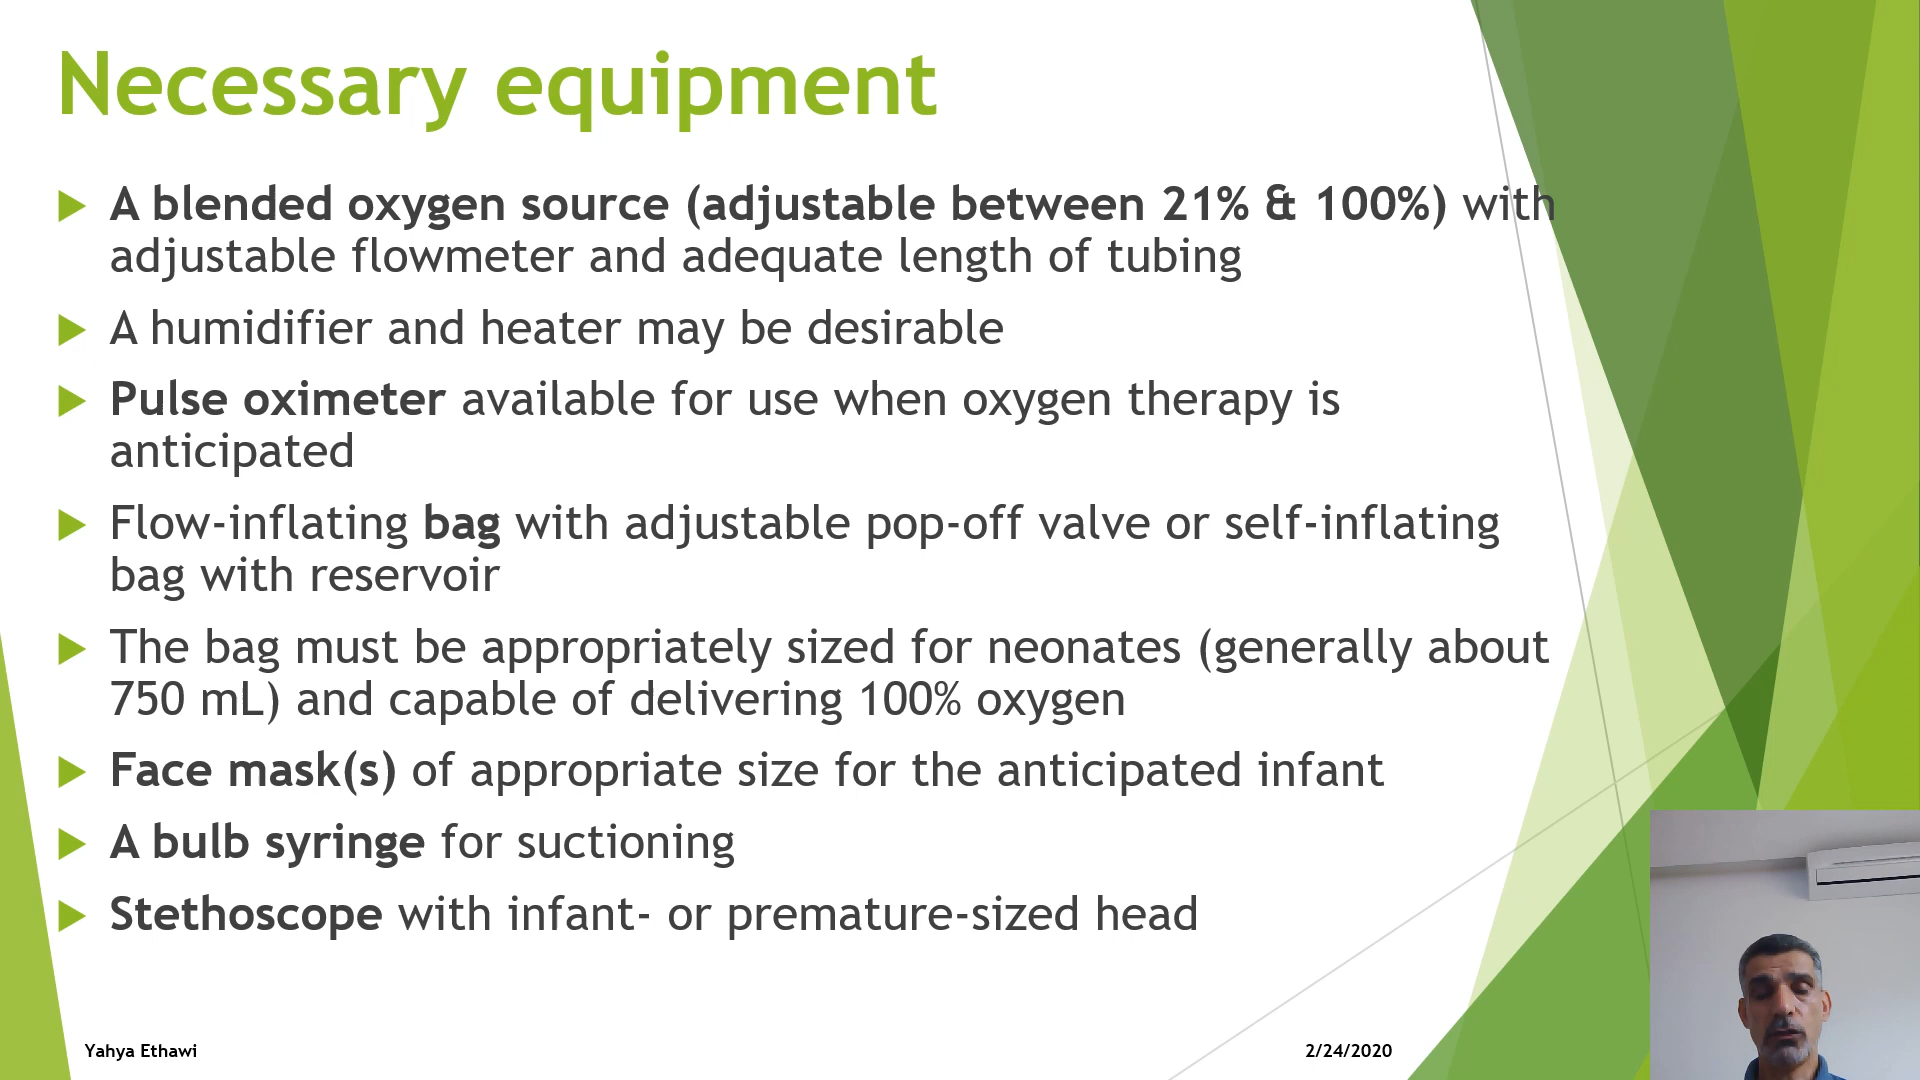 Necessary equipment
A blended oxygen source (adjustable between 21% & 100%) with
adjustable flowmeter and adequate length of tubing
A humidifier and heater may be desirable
Pulse oximeter available for use when oxygen therapy is
anticipated
Flow-inflating bag with adjustable pop-off valve or self-inflating
bag with reservoir
The bag must be appropriately sized for neonates (generally about
750 mL) and capable of delivering 100% oxygen
Face mask(s) of appropriate size for the anticipated infant
A bulb syringe for suctioning
Stethoscope with infant- or premature-sized head
Yahya Ethawi
2/24/2020